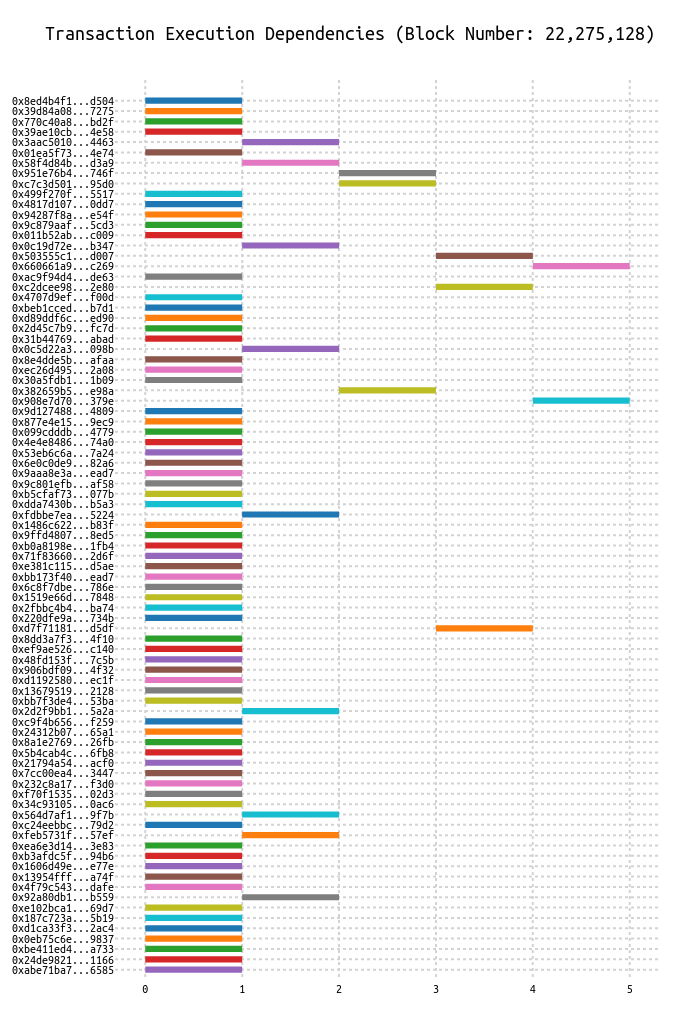 Transaction Execution Dependencies (Block Number: 22,275,128)
0x8ed4b4f1...d504
0x39d84a08...7275
0x770c40a8...bd2f
0x39ae10cb...4e58
0x3aac5010...4463
0x01ea5f73...4e74
0x58f4d84b...d3a9
0x951e76b4...746f
0xc7c3d501...95d0
0x499f270f...5517
0x4817d107...0dd7
0x94287f8a...e54f
0x9c879aaf...5cd3
0x011b52ab...c009
0x0c19d72e...b347
0x503555c1...d007
0x660661a9...c269
0xac9f94d4...de63
0xc2dcee98...2e80
0x4707d9ef...f00d
0xbeb1cced...b7d1
0xd89ddf6c...ed90
0x2d45c7b9...fc7d
0x31b44769...abad
0x0c5d22a3...098b
0x8e4dde5b...afaa
0xec26d495...2a08
0x30a5fdb1...1b09
0x382659b5...e98a
0x908e7d70...379e
0x9d127488...4809
0x877e4e15...9ec9
0x099cdddb...4779
0x4e4e8486...74a0
0x53eb6c6a...7a24
0x6e0c0de9...82a6
0x9aaa8e3a...ead7
0x9c801efb...af58
0xb5cfaf73...077b
0xdda7430b...b5a3
0xfdbbe7ea...5224
0x1486c622...b83f
0x9ffd4807...8ed5
0xb0a8198e...1fb4
0x71f83660...2d6f
0xe381c115...d5ae
0xbb173f40...ead7
0x6c8f7dbe...786e
0x1519e66d...7848
0x2fbbc4b4...ba74
0x220dfe9a...734b
0xd7f71181...d5df
0x8dd3a7f3...4f10
0xef9ae526...c140
0x48fd153f...7c5b
0x906bdf09...4f32
0xd1192580...ec1f
0x13679519...2128
0xbb7f3de4...53ba
0x2d2f9bb1...5a2a
0xc9f4b656...f259
0x24312b07...65a1
0x8a1e2769...26fb
0x5b4cab4c...6fb8
0x21794a54...acf0
0x7cc00ea4...3447
0x232c8a17...f3d0
0xf70f1535...02d3
0x34c93105...0ac6
0x564d7af1...9f7b
0xc24eebbc...79d2
0xfeb5731f...57ef
0xea6e3d14...3e83
0xb3afdc5f...94b6
0x1606d49e...e77e
0x13954fff...a74f
0x4f79c543...dafe
0x92a80db1...b559
0xe102bca1...69d7
0x187c723a...5b19
0xd1ca33f3...2ac4
0x0eb75c6e...9837
0xbe411ed4...a733
0x24de9821...1166
0xabe71ba7...6585
0 1 2 3 4 5